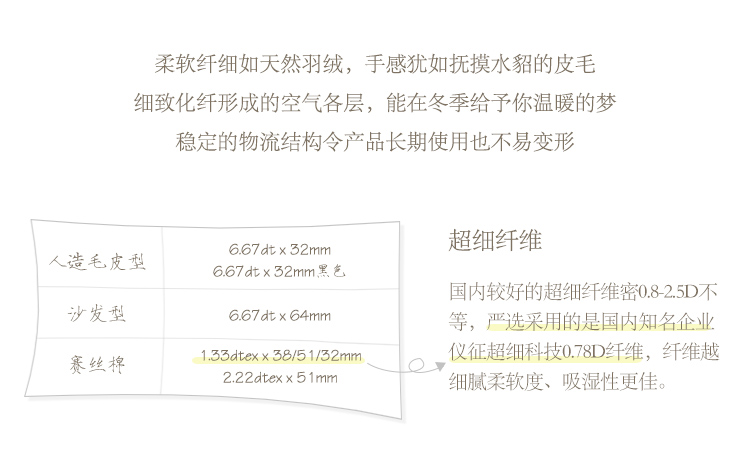 柔软纤细如天然羽绒，手感犹如抚摸水貂的皮毛
细致化纤形成的空气各层，能在冬季给予你温暖的梦
稳定的物流结构令产品长期使用也不易变形
人造毛皮型
6.67dt x 32mm
6.67dt x 32mm黑色
沙发型
6.67dt x 64mm
赛丝棉
1.33dtex x 38/51/32mm
2.22dtex x 51mm
超细纤维
国内较好的超细纤维密0.8-2.5D不
等，严选采用的是国内知名企业
仪征超细科技0.78D纤维，纤维越
细腻柔软度、吸湿性更佳。